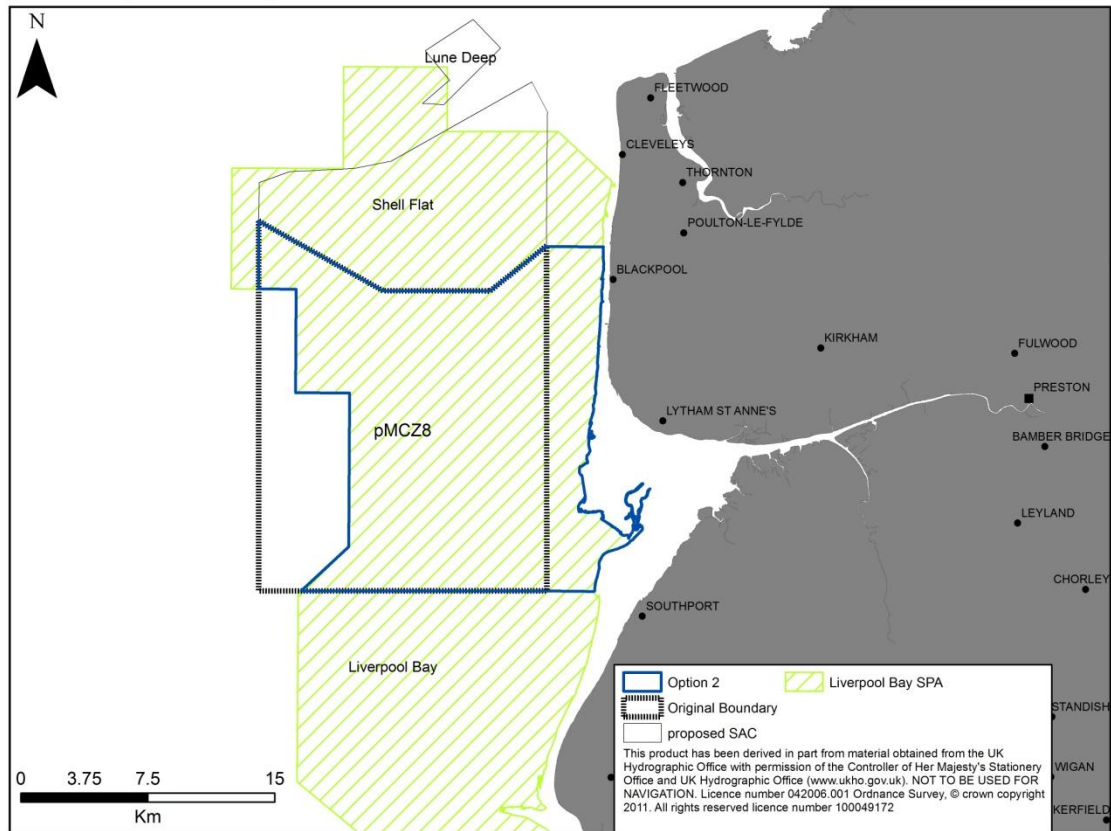 N
Lune Deep
FLEETWOOD
CLEVELEYS
THORNTON
Shell Flat
POULTON-LE-FYLDE
BLACKPOOL
KIRKHAM
FULWOOD
PRESTON
LYTHAM ST ANNE'S
pMCZ8
BAMBER BRIDGE
LEYLAND
CHORLEY
SOUTHPORT
Liverpool Bay
Option 2
Liverpool Bay SPA
Original Boundary
proposed SAC
This product has been derived in part from material obtained from the UK
Hydrographic Office with permission of the Controller of Her Majesty's Stationery
Office and UK Hydrographic Office (www.ukho.gov.uk). NOT TO BE USED FOR
NAVIGATION. Licence number 042006.001 Ordnance Survey, © crown copyright
2011. All rights reserved licence number 100049172
STANDISH
WIGAN
KERFIELD
0 3.75 7.5 15
Km